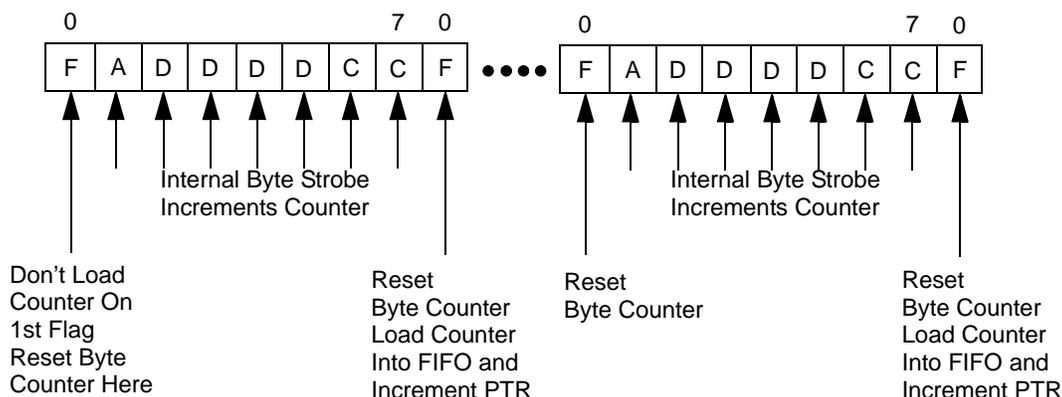 0 7 0 0 7 0
F A D D D D C C F F A D D D D C C F
Internal Byte Strobe
Increments Counter
Internal Byte Strobe
Increments Counter
Don't Load
Counter On
1st Flag
Reset Byte
Counter Here
Reset
Byte Counter
Load Counter
Into FIFO and
Increment PTR
Reset
Byte Counter
Reset
Byte Counter
Load Counter
Into FIFO and
Increment PTR